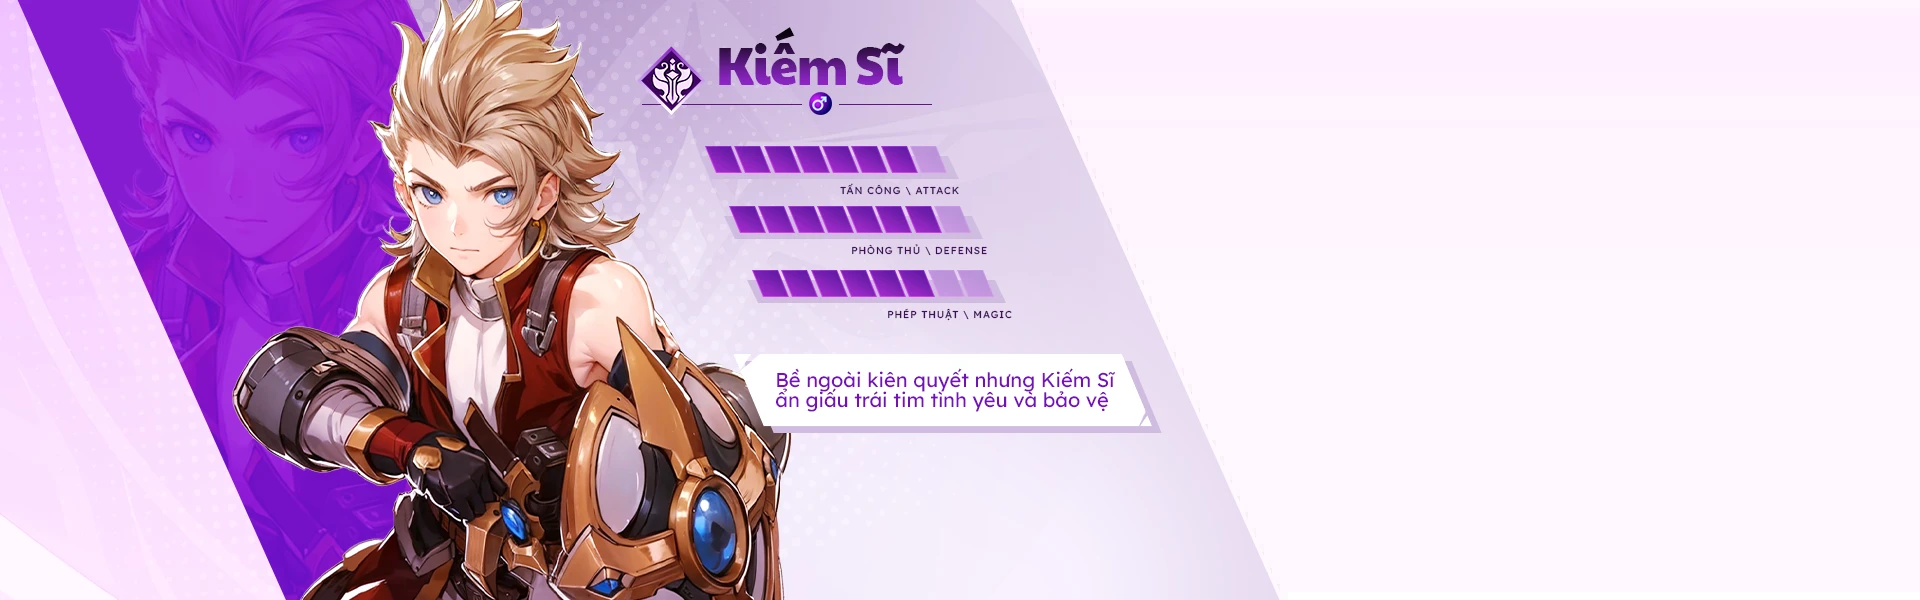 Kiếm Sĩ
TẤN CÔNG \ ATTACK
PHÒNG THỦ \ DEFENSE
PHÉP THUẬT \ MAGIC
Bề ngoài kiên quyết nhưng Kiếm Sĩ
ẩn giấu trái tim tình yêu và bảo vệ